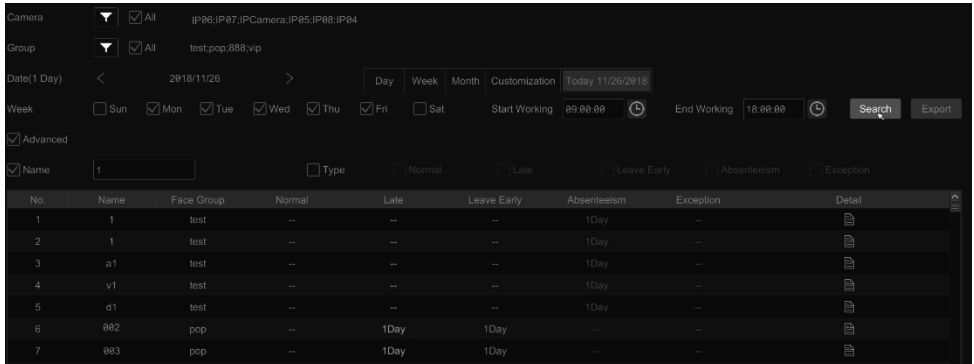 Camera All IP06;IP07;IPCamera;IP05;IP08;IP04
Group All test;pop;888;vip
Date(1 Day) < 2018/11/26 > Day Week Month Customization Today 11/26/2018
Week Sun Mon Tue Wed Thu Fri Sat Start Working 09:00:00 End Working 18:00:00 Search Export
Advanced
Name 1 Type Normal Late Leave Early Absenteeism Exception
No. Name Face Group Normal Late Leave Early Absenteeism Exception Detail
1 1 test -- -- -- 1Day --
2 1 test -- -- -- 1Day --
3 a1 test -- -- -- 1Day --
4 v1 test -- -- -- 1Day --
5 d1 test -- -- -- 1Day --
6 002 pop -- 1Day 1Day -- --
7 003 pop -- 1Day 1Day -- --